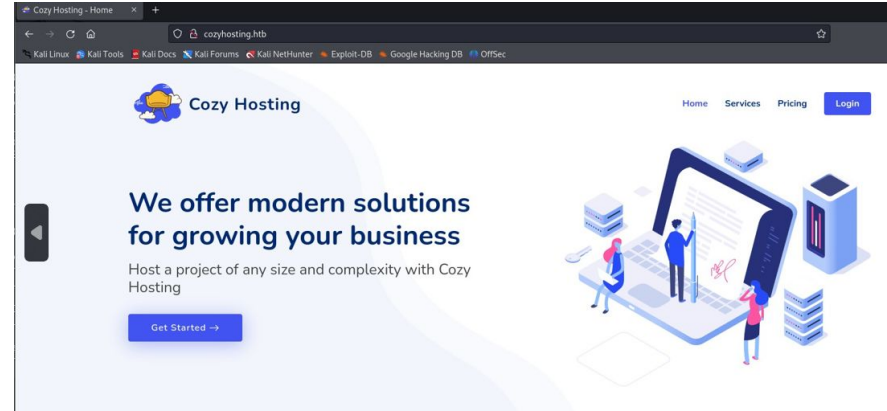 Cozy Hosting - Home
cozyhosting.htb
Kali Linux Kali Tools Kali Docs Kali Forums Kali NetHunter Exploit-DB Google Hacking DB OffSec
Cozy Hosting
Home Services Pricing Login
We offer modern solutions
for growing your business
Host a project of any size and complexity with Cozy
Hosting
Get Started →